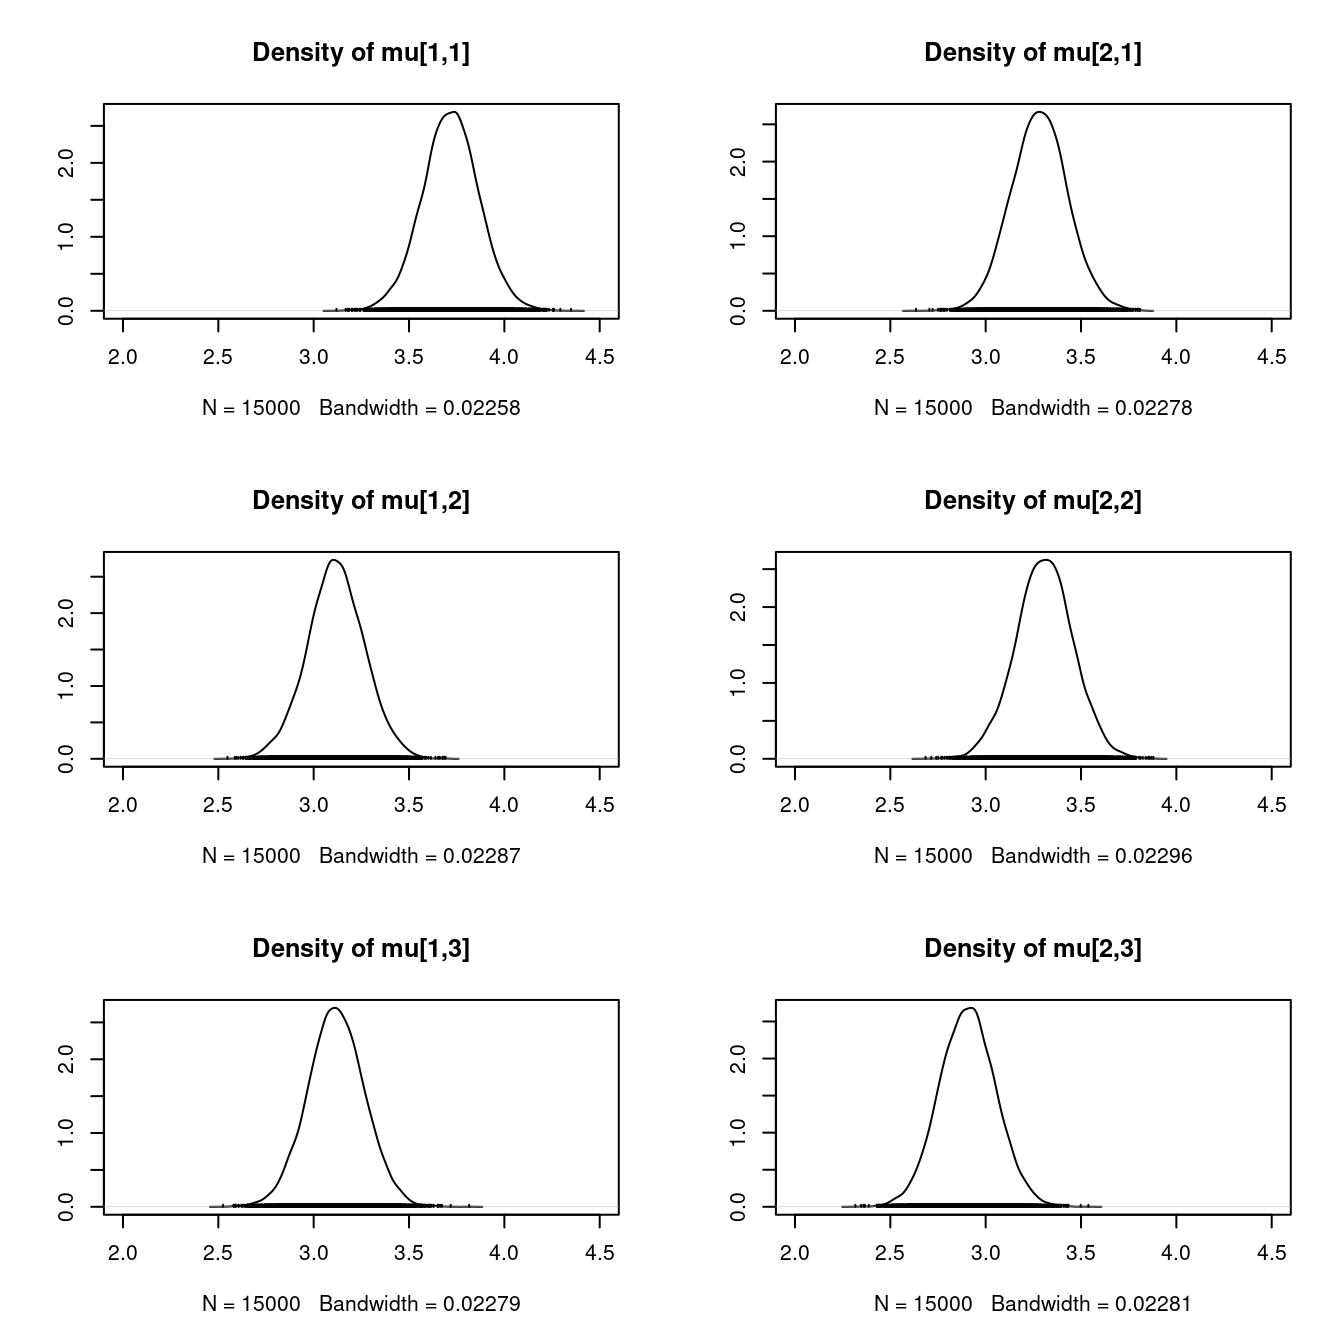 Density of mu[1,1]
0.0 1.0 2.0
2.0 2.5 3.0 3.5 4.0 4.5
N = 15000 Bandwidth = 0.02258
Density of mu[2,1]
0.0 1.0 2.0
2.0 2.5 3.0 3.5 4.0 4.5
N = 15000 Bandwidth = 0.02278
Density of mu[1,2]
0.0 1.0 2.0
2.0 2.5 3.0 3.5 4.0 4.5
N = 15000 Bandwidth = 0.02287
Density of mu[2,2]
0.0 1.0 2.0
2.0 2.5 3.0 3.5 4.0 4.5
N = 15000 Bandwidth = 0.02296
Density of mu[1,3]
0.0 1.0 2.0
2.0 2.5 3.0 3.5 4.0 4.5
N = 15000 Bandwidth = 0.02279
Density of mu[2,3]
0.0 1.0 2.0
2.0 2.5 3.0 3.5 4.0 4.5
N = 15000 Bandwidth = 0.02281